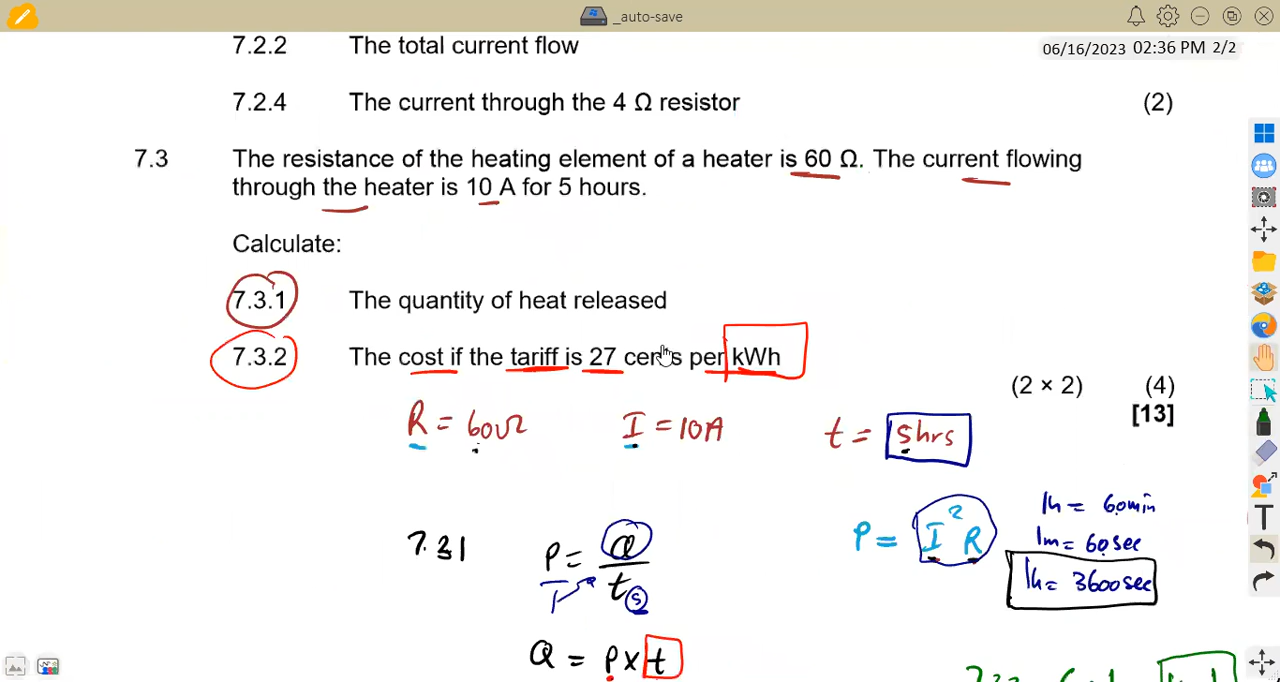 _auto-save
06/16/2023 02:36 PM 2/2
7.2.2 The total current flow
7.2.4 The current through the 4 Ω resistor (2)
7.3 The resistance of the heating element of a heater is 60 Ω. The current flowing
through the heater is 10 A for 5 hours.
Calculate:
7.3.1 The quantity of heat released
7.3.2 The cost if the tariff is 27 cents per kWh
(2 × 2) (4)
[13]
R = 60Ω I = 10A t = 5hrs
1h = 60min
P = I²R
1m = 60sec
7.31 P = Q
t (s)
1h = 3600sec
Q = P x t